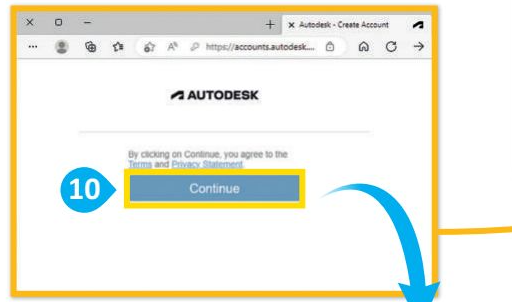 Autodesk - Create Account
https://accounts.autodesk....
AUTODESK
By clicking on Continue, you agree to the
Terms and Privacy Statement.
10
Continue